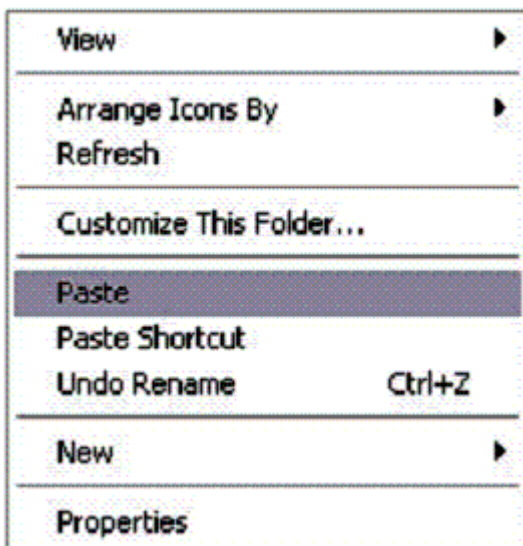 View
Arrange Icons By
Refresh
Customize This Folder...
Paste
Paste Shortcut
Undo Rename Ctrl+Z
New
Properties